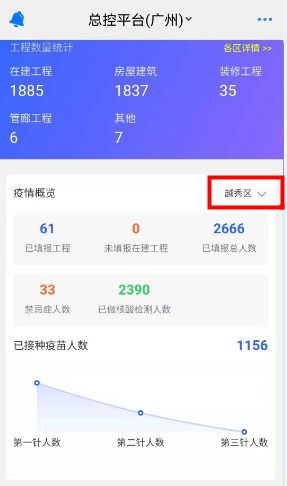 总控平台(广州)
工程数量统计 各区详情 >>
在建工程 房屋建筑 装修工程
1885 1837 35
管廊工程 其他
6 7
疫情概览 越秀区
61 0 2666
已填报工程 未填报在建工程 已填报总人数
33 2390
禁忌症人数 已做核酸检测人数
已接种疫苗人数 1156
第一针人数 第二针人数 第三针人数